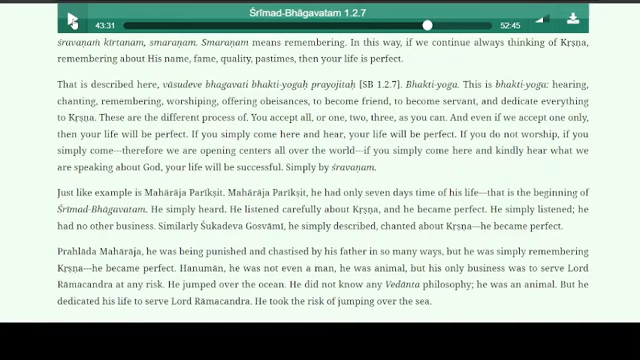 Śrīmad-Bhāgavatam 1.2.7
43:31
52:45
śravaṇaṁ kīrtanam, smaraṇam. Smaraṇam means remembering. In this way, if we continue always thinking of Kṛṣṇa,
remembering about His name, fame, quality, pastimes, then your life is perfect.
That is described here, vāsudeve bhagavati bhakti-yogaḥ prayojitaḥ [SB 1.2.7]. Bhakti-yoga. This is bhakti-yoga: hearing,
chanting, remembering, worshiping, offering obeisances, to become friend, to become servant, and dedicate everything
to Kṛṣṇa. These are the different process of. You accept all, or one, two, three, as you can. And even if we accept one only,
then your life will be perfect. If you simply come here and hear, your life will be perfect. If you do not worship, if you
simply come—therefore we are opening centers all over the world—if you simply come here and kindly hear what we
are speaking about God, your life will be successful. Simply by śravaṇam.
Just like example is Mahārāja Parīkṣit. Mahārāja Parīkṣit, he had only seven days time of his life—that is the beginning of
Śrīmad-Bhāgavatam. He simply heard. He listened carefully about Kṛṣṇa, and he became perfect. He simply listened; he
had no other business. Similarly Śukadeva Gosvāmī, he simply described, chanted about Kṛṣṇa—he became perfect.
Prahlāda Mahārāja, he was being punished and chastised by his father in so many ways, but he was simply remembering
Kṛṣṇa—he became perfect. Hanumān, he was not even a man, he was animal, but his only business was to serve Lord
Rāmacandra at any risk. He jumped over the ocean. He did not know any Vedānta philosophy; he was an animal. But he
dedicated his life to serve Lord Rāmacandra. He took the risk of jumping over the sea.